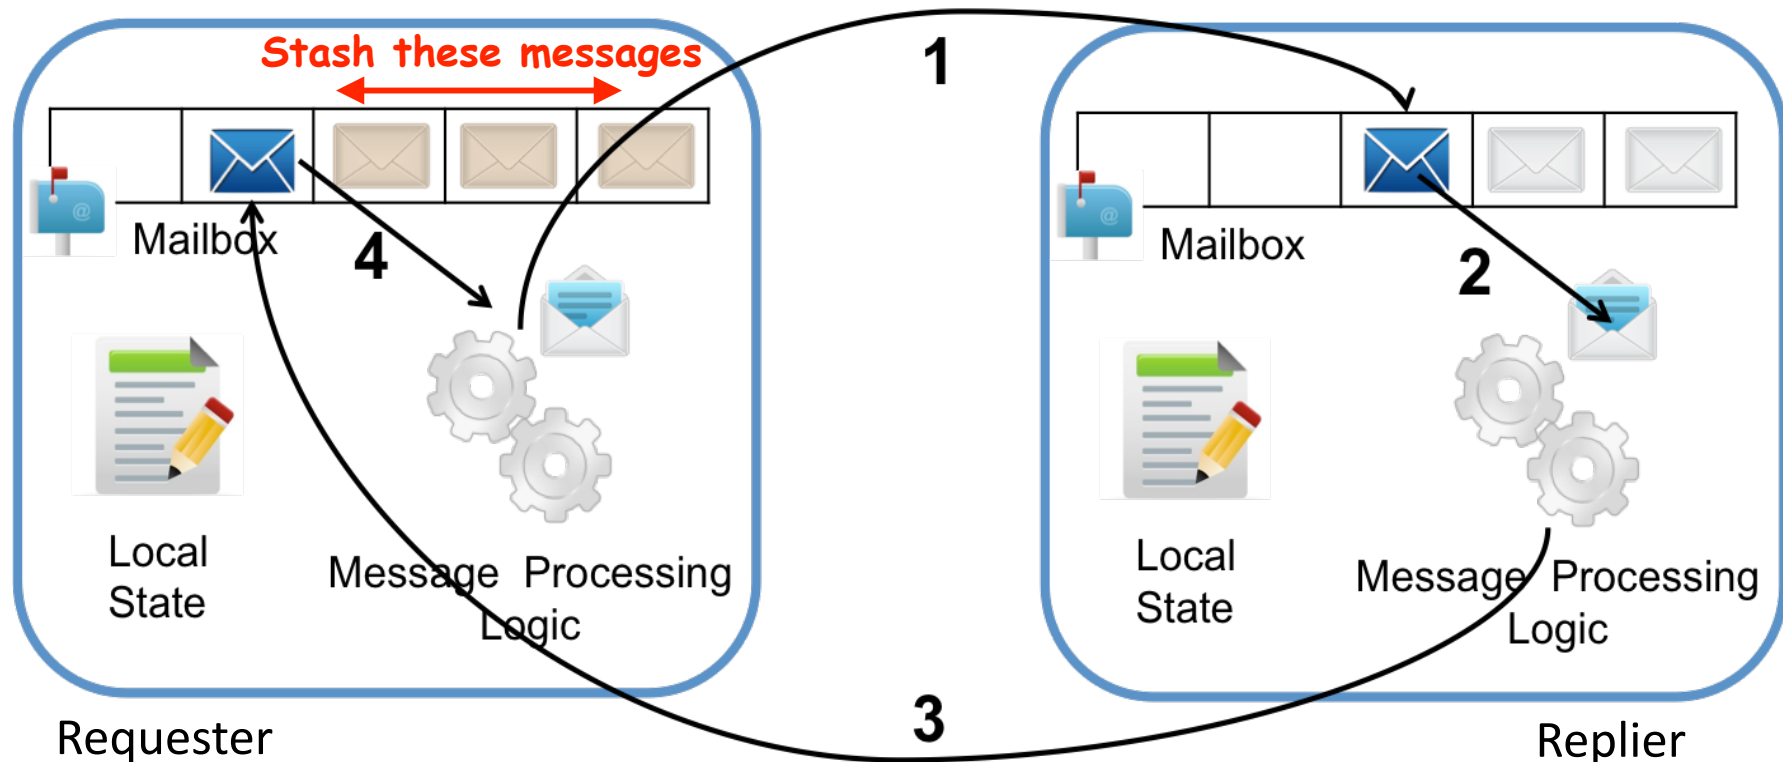 Stash these messages
1
@
Mailbox
4
@
Mailbox
2
Local
State
Message Processing
Logic
Local
State
Message Processing
Logic
3
Requester
Replier